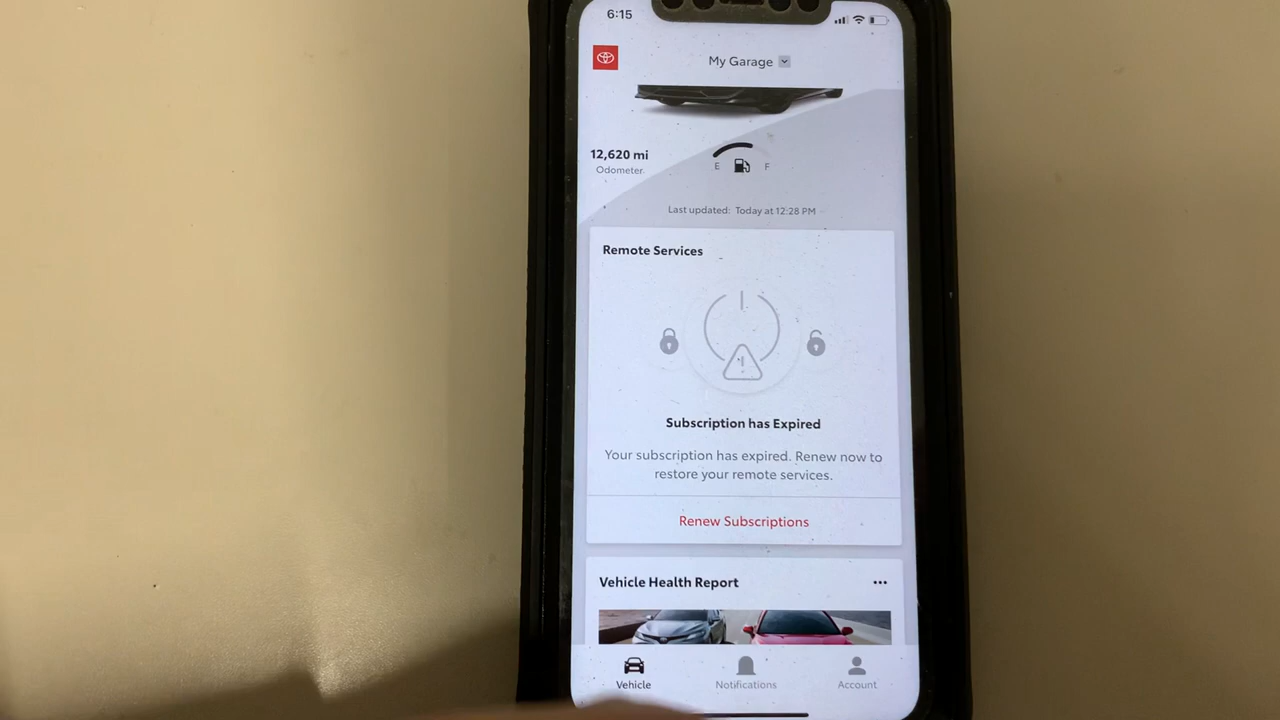 6:15
My Garage
12,620 mi
Odometer
E F
Last updated: Today at 12:28 PM
Remote Services
Subscription has Expired
Your subscription has expired. Renew now to
restore your remote services.
Renew Subscriptions
Vehicle Health Report
Vehicle Notifications Account